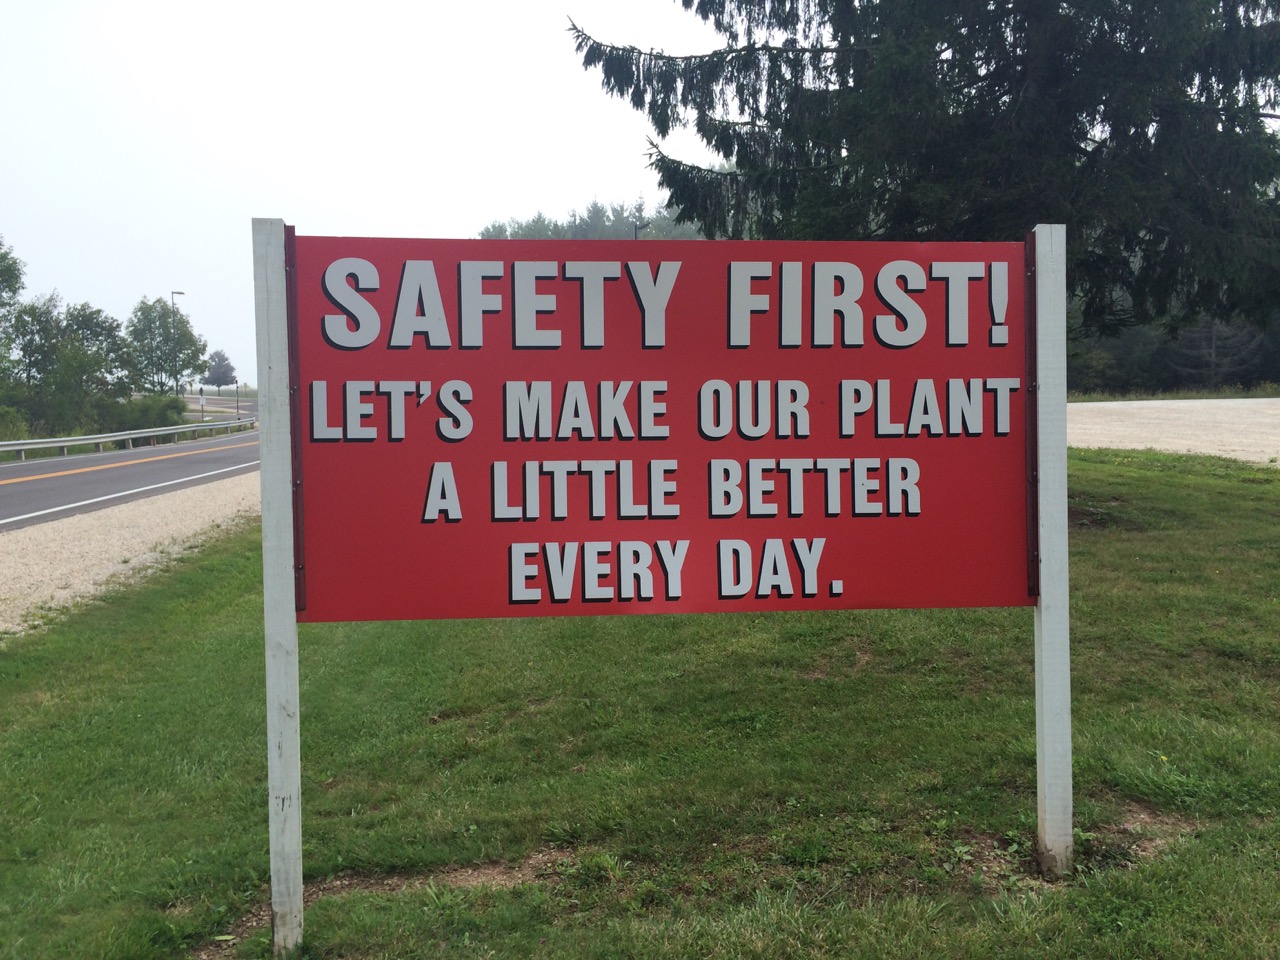 SAFETY FIRST!
LET'S MAKE OUR PLANT
A LITTLE BETTER
EVERY DAY.